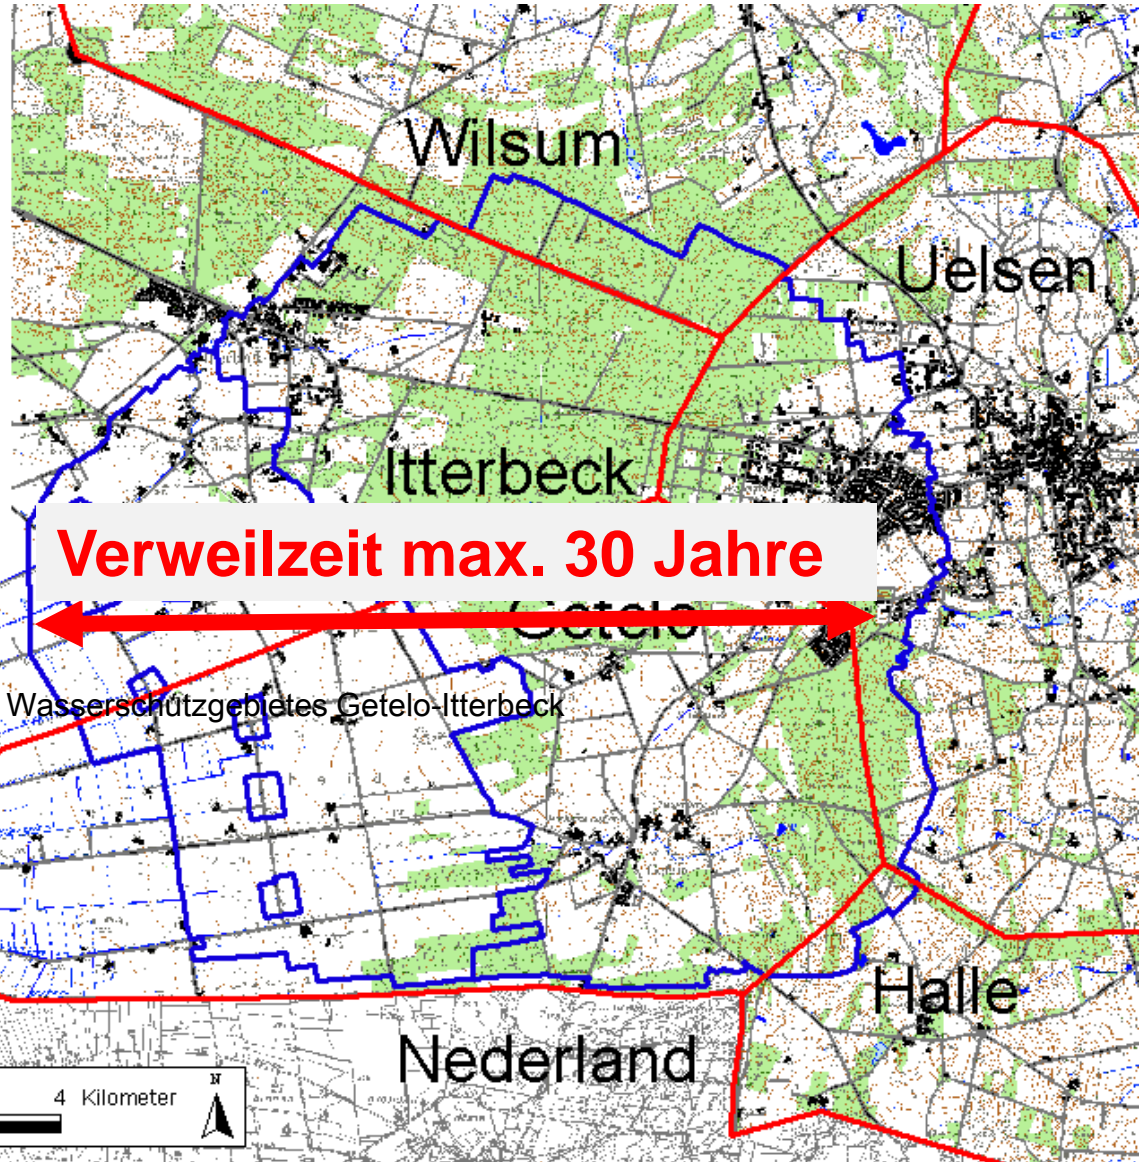 Wilsum
Uelsen
Itterbeck
Verweilzeit max. 30 Jahre
Getelo
Wasserschutzgebietes Getelo-Itterbeck
Halle
Nederland
N
4 Kilometer